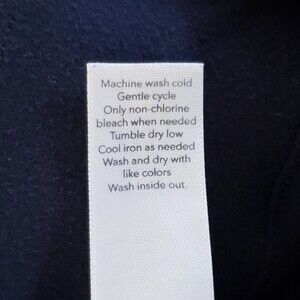 Machine wash cold
Gentle cycle
Only non-chlorine
bleach when needed
Tumble dry low
Cool iron as needed
Wash and dry with
like colors
Wash inside out.